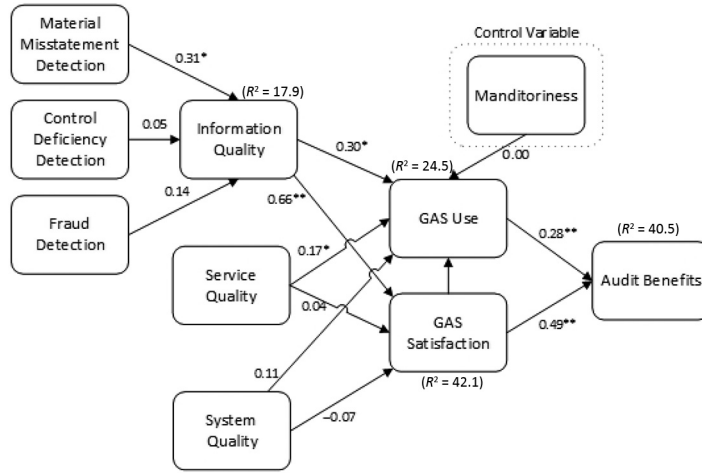 Material
Misstatement
Detection
Control Variable
0.31*
(R² = 17.9)
Manditoriness
Control
Deficiency
Detection
0.05
Information
Quality
0.30*
(R² = 24.5)
0.00
0.14
0.66**
Fraud
Detection
GAS Use
0.28**
(R² = 40.5)
0.17*
Service
Quality
Audit Benefits
0.04
GAS
Satisfaction
0.49**
0.11
(R² = 42.1)
System
Quality
–0.07